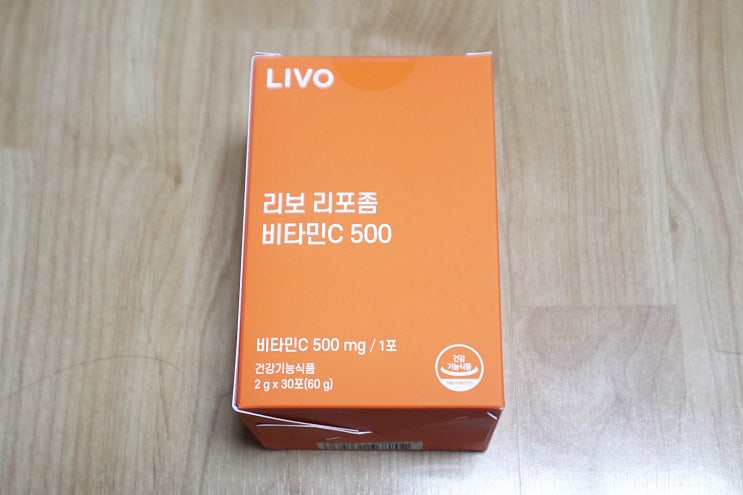 LIVO
리보 리포좀
비타민C 500
비타민C 500 mg / 1포
건강기능식품
2 g x 30포(60 g)
건강
기능식품